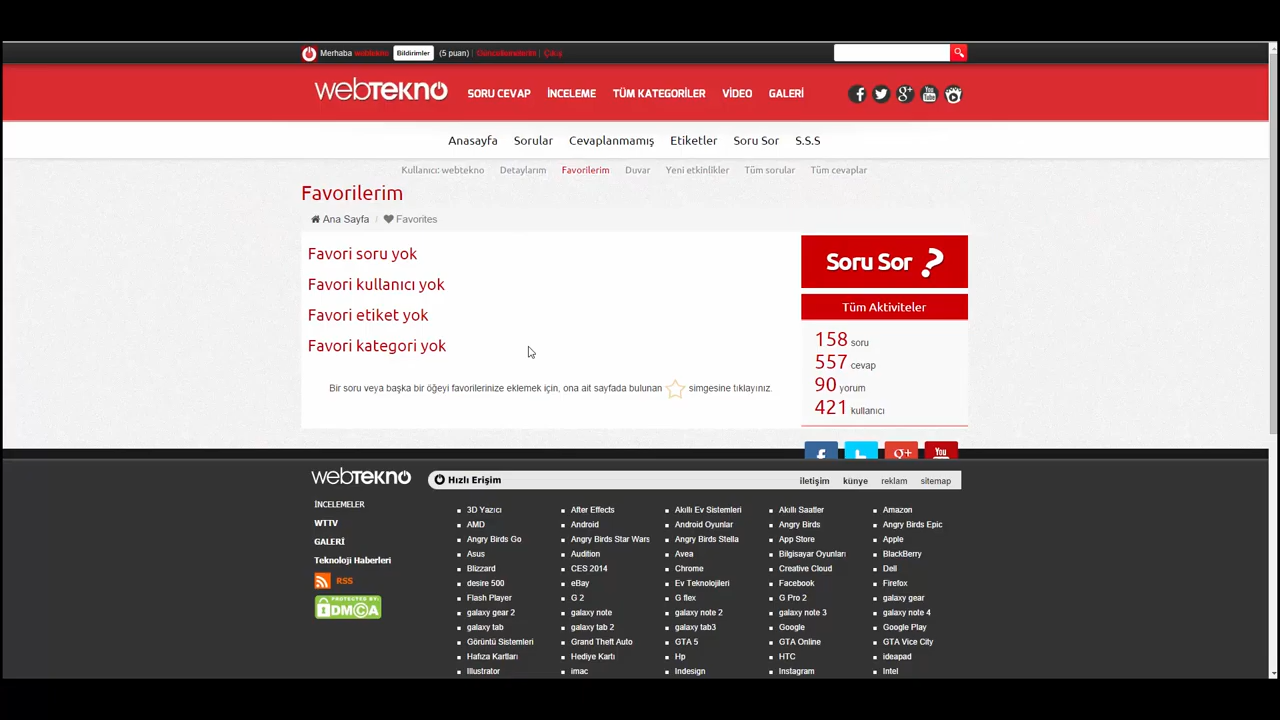 Merhaba webtekno Bildirimler (5 puan) | Güncellemelerim | Çıkış
webtekno SORU CEVAP İNCELEME TÜM KATEGORİLER VİDEO GALERİ
Anasayfa Sorular Cevaplanmamış Etiketler Soru Sor S.S.S
Kullanıcı: webtekno Detaylarım Favorilerim Duvar Yeni etkinlikler Tüm sorular Tüm cevaplar
Favorilerim
Ana Sayfa / Favorites
Favori soru yok
Favori kullanıcı yok
Favori etiket yok
Favori kategori yok
Bir soru veya başka bir öğeyi favorilerinize eklemek için, ona ait sayfada bulunan simgesine tıklayınız.
Soru Sor ?
Tüm Aktiviteler
158 soru
557 cevap
90 yorum
421 kullanıcı
webtekno Hızlı Erişim iletişim künye reklam sitemap
İNCELEMELER
WTTV
GALERİ
Teknoloji Haberleri
RSS
PROTECTED BY
DMCA
3D Yazıcı After Effects Akıllı Ev Sistemleri Akıllı Saatler Amazon
AMD Android Android Oyunlar Angry Birds Angry Birds Epic
Angry Birds Go Angry Birds Star Wars Angry Birds Stella App Store Apple
Asus Audition Avea Bilgisayar Oyunları BlackBerry
Blizzard CES 2014 Chrome Creative Cloud Dell
desire 500 eBay Ev Teknolojileri Facebook Firefox
Flash Player G 2 G flex G Pro 2 galaxy gear
galaxy gear 2 galaxy note galaxy note 2 galaxy note 3 galaxy note 4
galaxy tab galaxy tab 2 galaxy tab3 Google Google Play
Görüntü Sistemleri Grand Theft Auto GTA 5 GTA Online GTA Vice City
Hafıza Kartları Hediye Kartı Hp HTC ideapad
Illustrator imac Indesign Instagram Intel